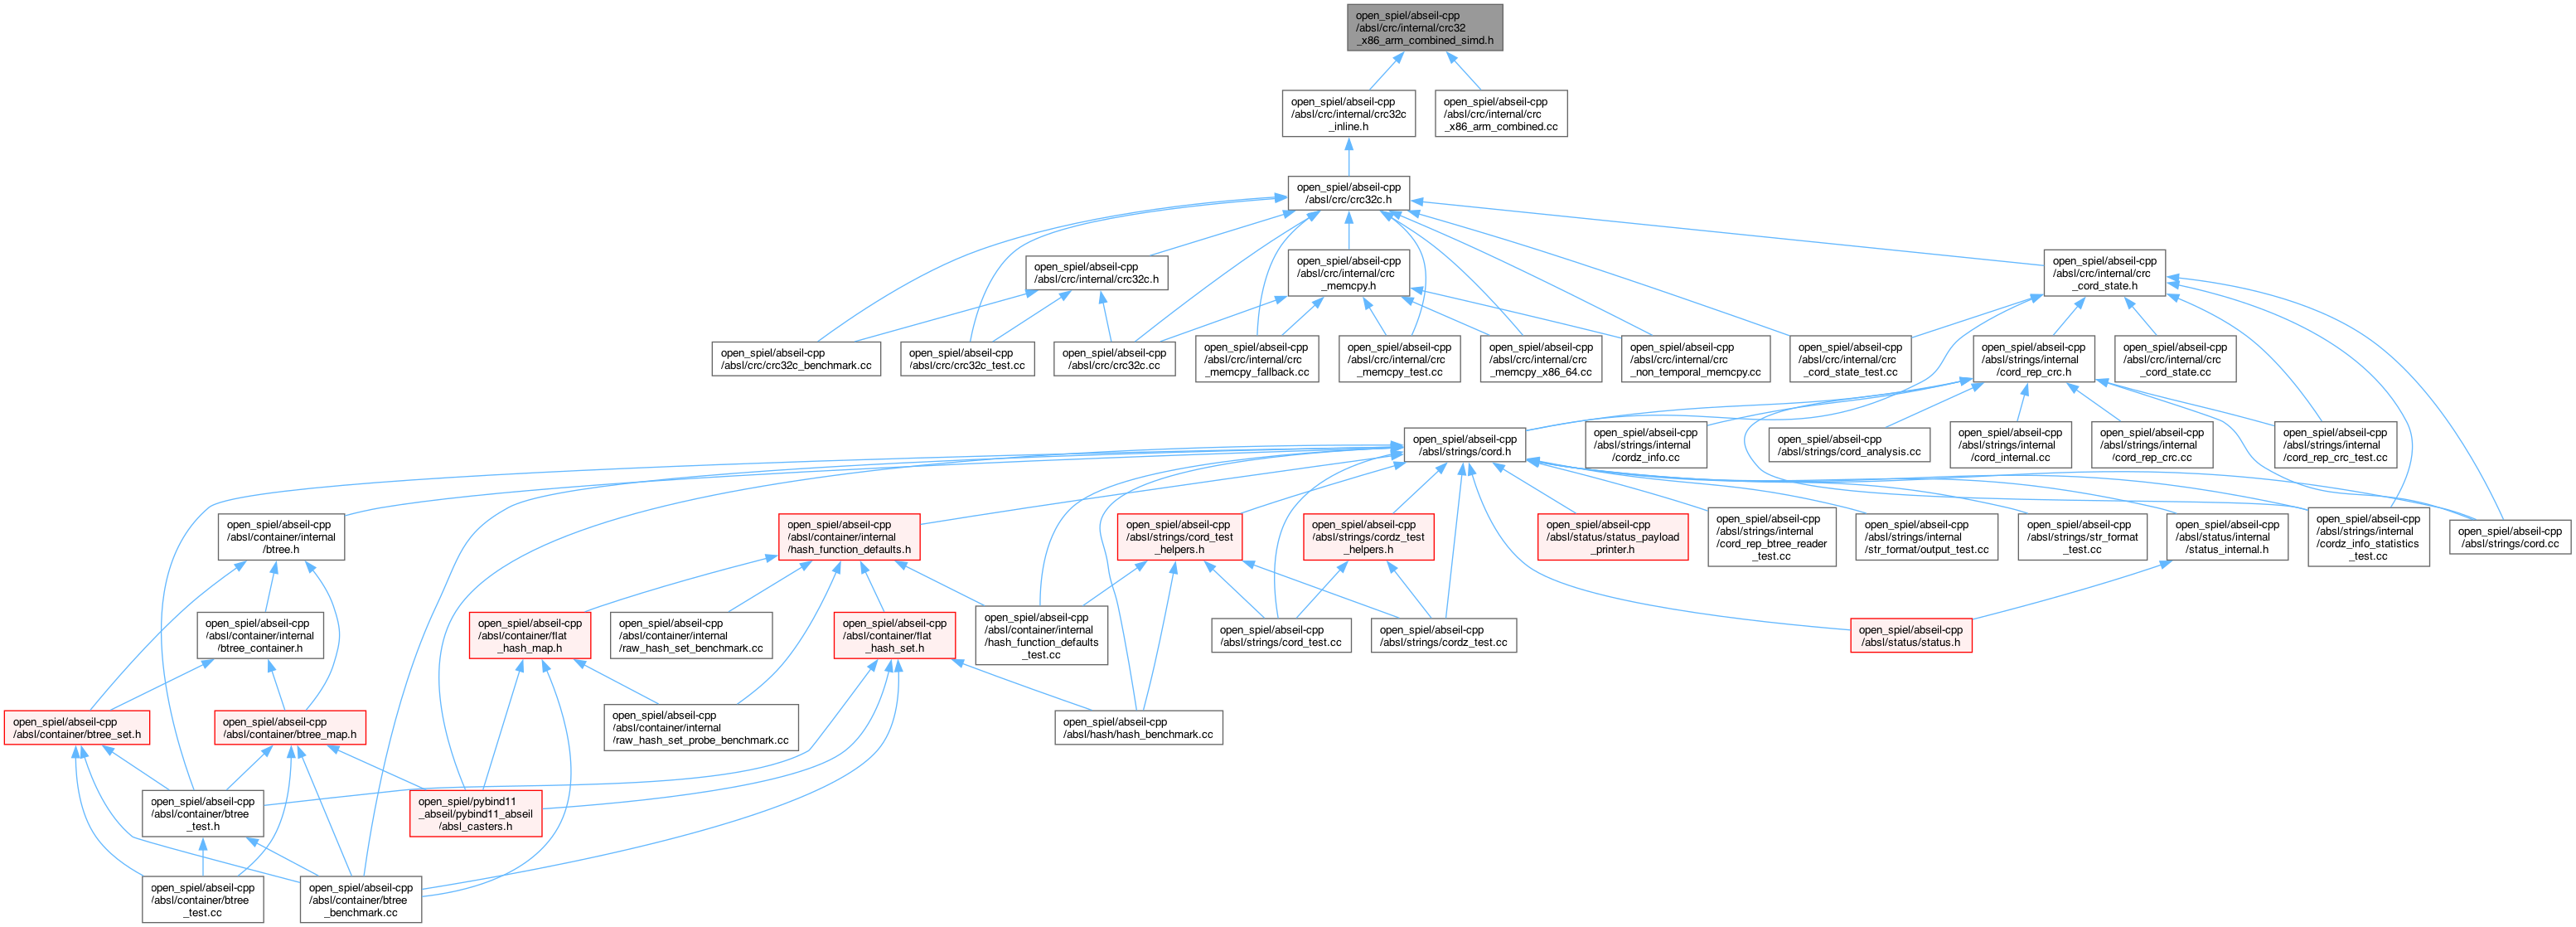 open_spiel/abseil-cpp
/absl/crc/internal/crc32
_x86_arm_combined_simd.h
open_spiel/abseil-cpp
/absl/crc/internal/crc32c
_inline.h
open_spiel/abseil-cpp
/absl/crc/internal/crc
_x86_arm_combined.cc
open_spiel/abseil-cpp
/absl/crc/crc32c.h
open_spiel/abseil-cpp
/absl/crc/internal/crc32c.h
open_spiel/abseil-cpp
/absl/crc/internal/crc
_memcpy.h
open_spiel/abseil-cpp
/absl/crc/internal/crc
_cord_state.h
open_spiel/abseil-cpp
/absl/crc/crc32c_benchmark.cc
open_spiel/abseil-cpp
/absl/crc/crc32c_test.cc
open_spiel/abseil-cpp
/absl/crc/crc32c.cc
open_spiel/abseil-cpp
/absl/crc/internal/crc
_memcpy_fallback.cc
open_spiel/abseil-cpp
/absl/crc/internal/crc
_memcpy_test.cc
open_spiel/abseil-cpp
/absl/crc/internal/crc
_memcpy_x86_64.cc
open_spiel/abseil-cpp
/absl/crc/internal/crc
_non_temporal_memcpy.cc
open_spiel/abseil-cpp
/absl/crc/internal/crc
_cord_state_test.cc
open_spiel/abseil-cpp
/absl/strings/internal
/cord_rep_crc.h
open_spiel/abseil-cpp
/absl/crc/internal/crc
_cord_state.cc
open_spiel/abseil-cpp
/absl/strings/cord.h
open_spiel/abseil-cpp
/absl/strings/internal
/cordz_info.cc
open_spiel/abseil-cpp
/absl/strings/cord_analysis.cc
open_spiel/abseil-cpp
/absl/strings/internal
/cord_internal.cc
open_spiel/abseil-cpp
/absl/strings/internal
/cord_rep_crc.cc
open_spiel/abseil-cpp
/absl/strings/internal
/cord_rep_crc_test.cc
open_spiel/abseil-cpp
/absl/container/internal
/btree.h
open_spiel/abseil-cpp
/absl/container/internal
/hash_function_defaults.h
open_spiel/abseil-cpp
/absl/strings/cord_test
_helpers.h
open_spiel/abseil-cpp
/absl/strings/cordz_test
_helpers.h
open_spiel/abseil-cpp
/absl/status/status_payload
_printer.h
open_spiel/abseil-cpp
/absl/strings/internal
/cord_rep_btree_reader
_test.cc
open_spiel/abseil-cpp
/absl/strings/internal
/str_format/output_test.cc
open_spiel/abseil-cpp
/absl/strings/str_format
_test.cc
open_spiel/abseil-cpp
/absl/status/internal
/status_internal.h
open_spiel/abseil-cpp
/absl/strings/internal
/cordz_info_statistics
_test.cc
open_spiel/abseil-cpp
/absl/strings/cord.cc
open_spiel/abseil-cpp
/absl/container/internal
/btree_container.h
open_spiel/abseil-cpp
/absl/container/flat
_hash_map.h
open_spiel/abseil-cpp
/absl/container/internal
/raw_hash_set_benchmark.cc
open_spiel/abseil-cpp
/absl/container/flat
_hash_set.h
open_spiel/abseil-cpp
/absl/container/internal
/hash_function_defaults
_test.cc
open_spiel/abseil-cpp
/absl/strings/cord_test.cc
open_spiel/abseil-cpp
/absl/strings/cordz_test.cc
open_spiel/abseil-cpp
/absl/status/status.h
open_spiel/abseil-cpp
/absl/container/btree_set.h
open_spiel/abseil-cpp
/absl/container/btree_map.h
open_spiel/abseil-cpp
/absl/container/internal
/raw_hash_set_probe_benchmark.cc
open_spiel/abseil-cpp
/absl/hash/hash_benchmark.cc
open_spiel/abseil-cpp
/absl/container/btree
_test.h
open_spiel/pybind11
_abseil/pybind11_abseil
/absl_casters.h
open_spiel/abseil-cpp
/absl/container/btree
_test.cc
open_spiel/abseil-cpp
/absl/container/btree
_benchmark.cc